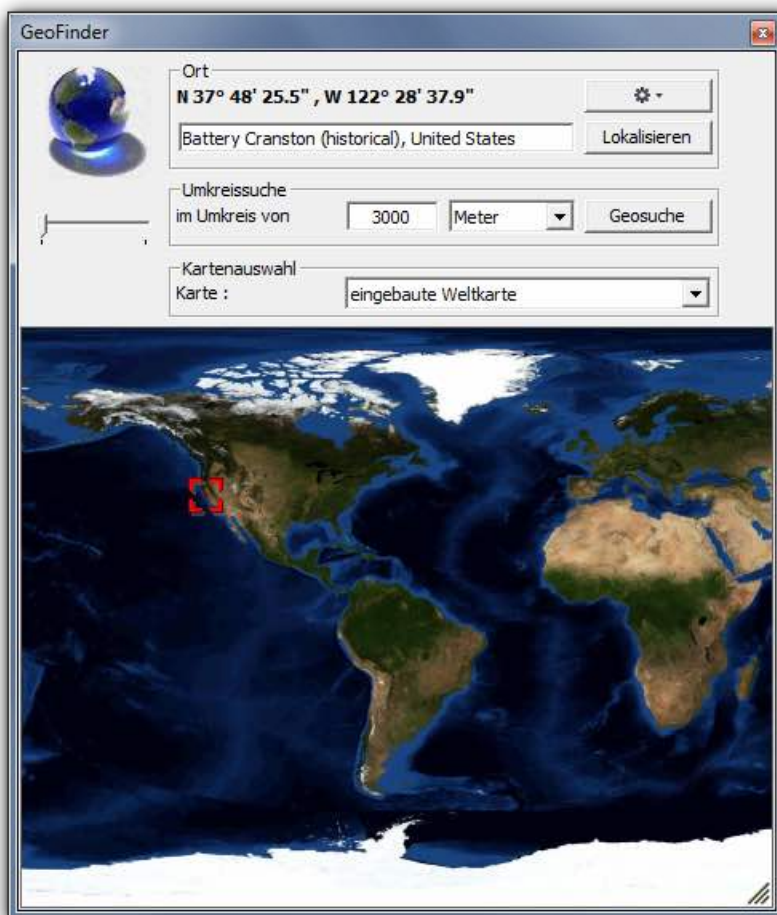 GeoFinder
Ort
N 37° 48' 25.5" , W 122° 28' 37.9"
Battery Cranston (historical), United States
Lokalisieren
Umkreissuche
im Umkreis von
3000
Meter
Geosuche
Kartenauswahl
Karte :
eingebaute Weltkarte